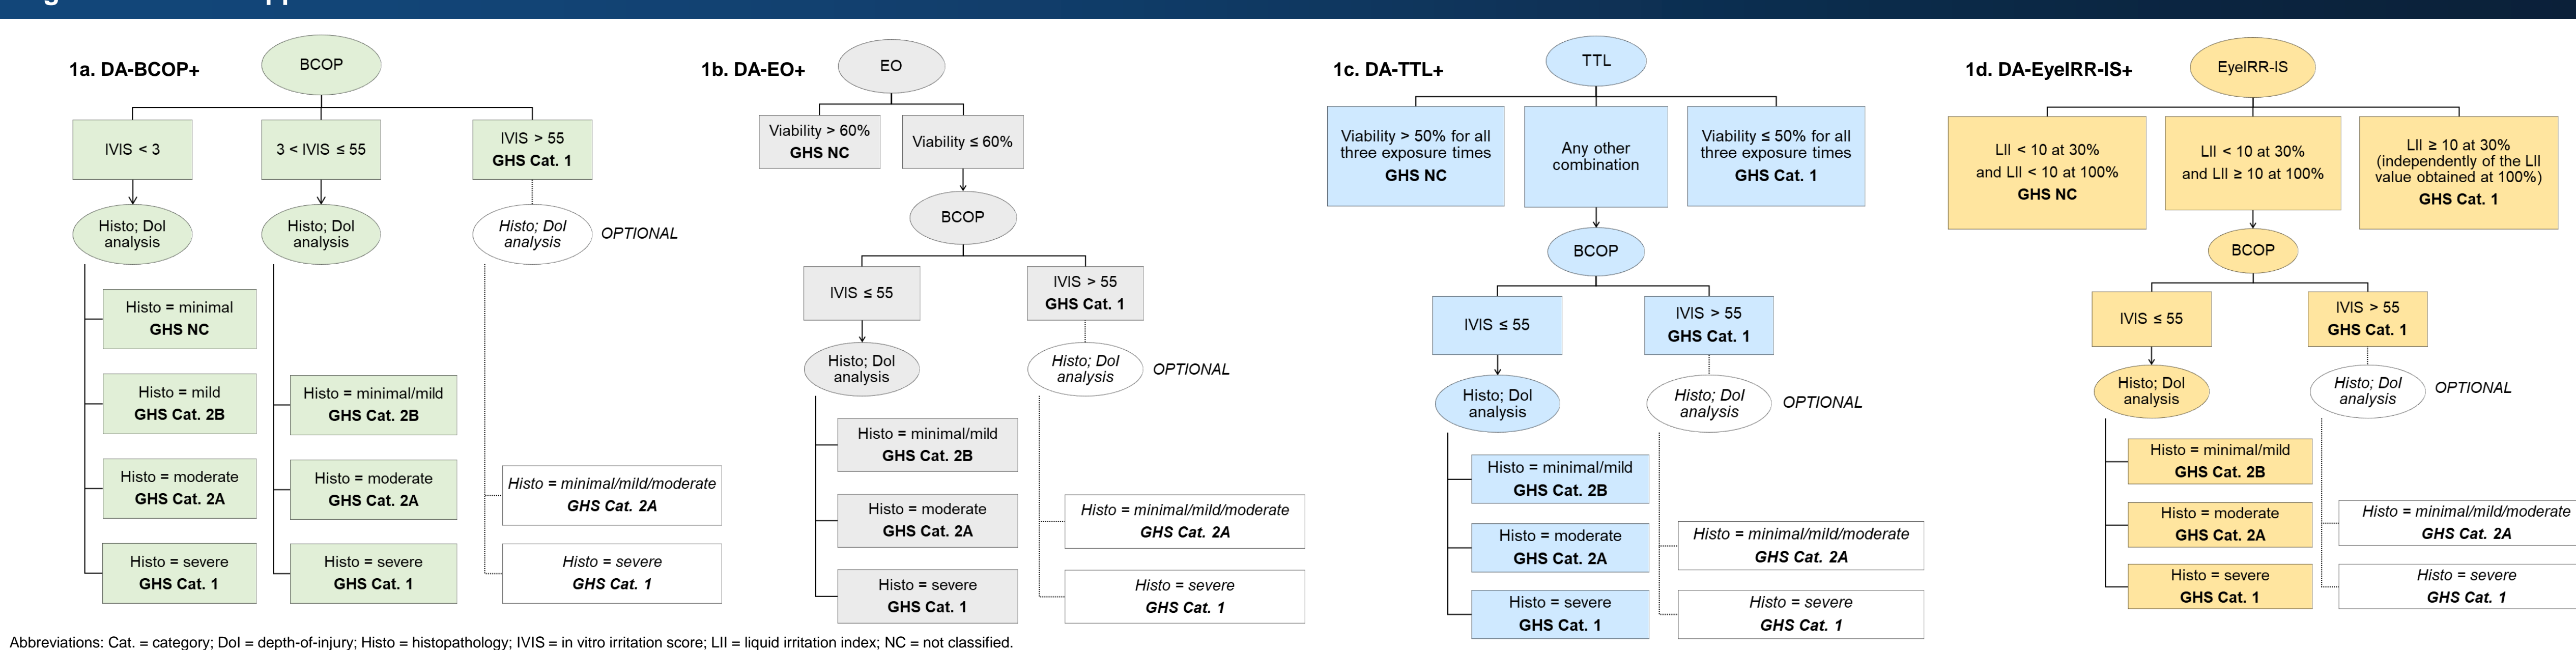 1a. DA-BCOP+
BCOP
IVIS < 3
3 < IVIS ≤ 55
IVIS > 55
GHS Cat. 1
Histo; DoI
analysis
Histo; DoI
analysis
Histo; DoI
analysis
OPTIONAL
Histo = minimal
GHS NC
Histo = mild
GHS Cat. 2B
Histo = moderate
GHS Cat. 2A
Histo = severe
GHS Cat. 1
Histo = minimal/mild
GHS Cat. 2B
Histo = moderate
GHS Cat. 2A
Histo = severe
GHS Cat. 1
Histo = minimal/mild/moderate
GHS Cat. 2A
Histo = severe
GHS Cat. 1
1b. DA-EO+
EO
Viability > 60%
GHS NC
Viability ≤ 60%
BCOP
IVIS ≤ 55
IVIS > 55
GHS Cat. 1
Histo; DoI
analysis
Histo; DoI
analysis
OPTIONAL
Histo = minimal/mild
GHS Cat. 2B
Histo = moderate
GHS Cat. 2A
Histo = severe
GHS Cat. 1
Histo = minimal/mild/moderate
GHS Cat. 2A
Histo = severe
GHS Cat. 1
1c. DA-TTL+
TTL
Viability > 50% for all
three exposure times
GHS NC
Any other
combination
Viability ≤ 50% for all
three exposure times
GHS Cat. 1
BCOP
IVIS ≤ 55
IVIS > 55
GHS Cat. 1
Histo; DoI
analysis
Histo; DoI
analysis
OPTIONAL
Histo = minimal/mild
GHS Cat. 2B
Histo = moderate
GHS Cat. 2A
Histo = severe
GHS Cat. 1
Histo = minimal/mild/moderate
GHS Cat. 2A
Histo = severe
GHS Cat. 1
1d. DA-EyeIRR-IS+
EyeIRR-IS
LII < 10 at 30%
and LII < 10 at 100%
GHS NC
LII < 10 at 30%
and LII ≥ 10 at 100%
LII ≥ 10 at 30%
(independently of the LII
value obtained at 100%)
GHS Cat. 1
BCOP
IVIS ≤ 55
IVIS > 55
GHS Cat. 1
Histo; DoI
analysis
Histo; DoI
analysis
OPTIONAL
Histo = minimal/mild
GHS Cat. 2B
Histo = moderate
GHS Cat. 2A
Histo = severe
GHS Cat. 1
Histo = minimal/mild/moderate
GHS Cat. 2A
Histo = severe
GHS Cat. 1
Abbreviations: Cat. = category; DoI = depth-of-injury; Histo = histopathology; IVIS = in vitro irritation score; LII = liquid irritation index; NC = not classified.